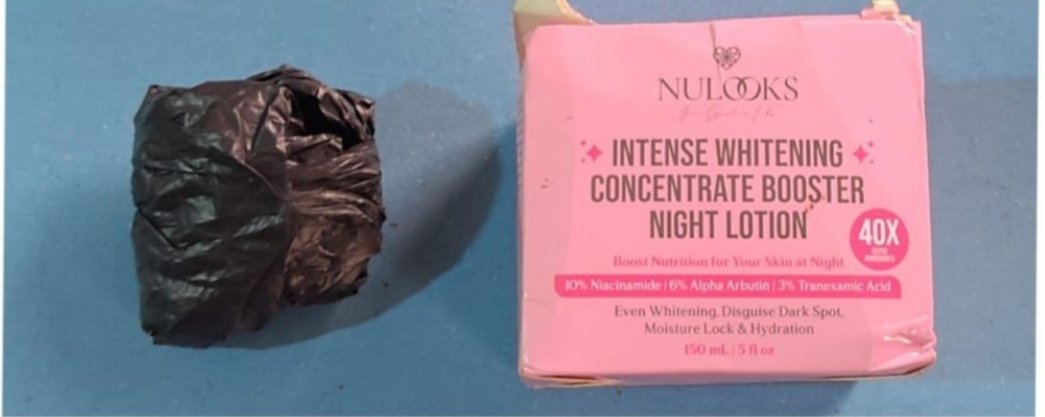 NULOOKS
INTENSE WHITENING
CONCENTRATE BOOSTER
NIGHT LOTION
40X
Boost Nutrition for Your Skin at Night
10% Niacinamide | 6% Alpha Arbutin | 3% Tranexamic Acid
Even Whitening, Disguise Dark Spot,
Moisture Lock & Hydration
150 mL | 5 fl oz